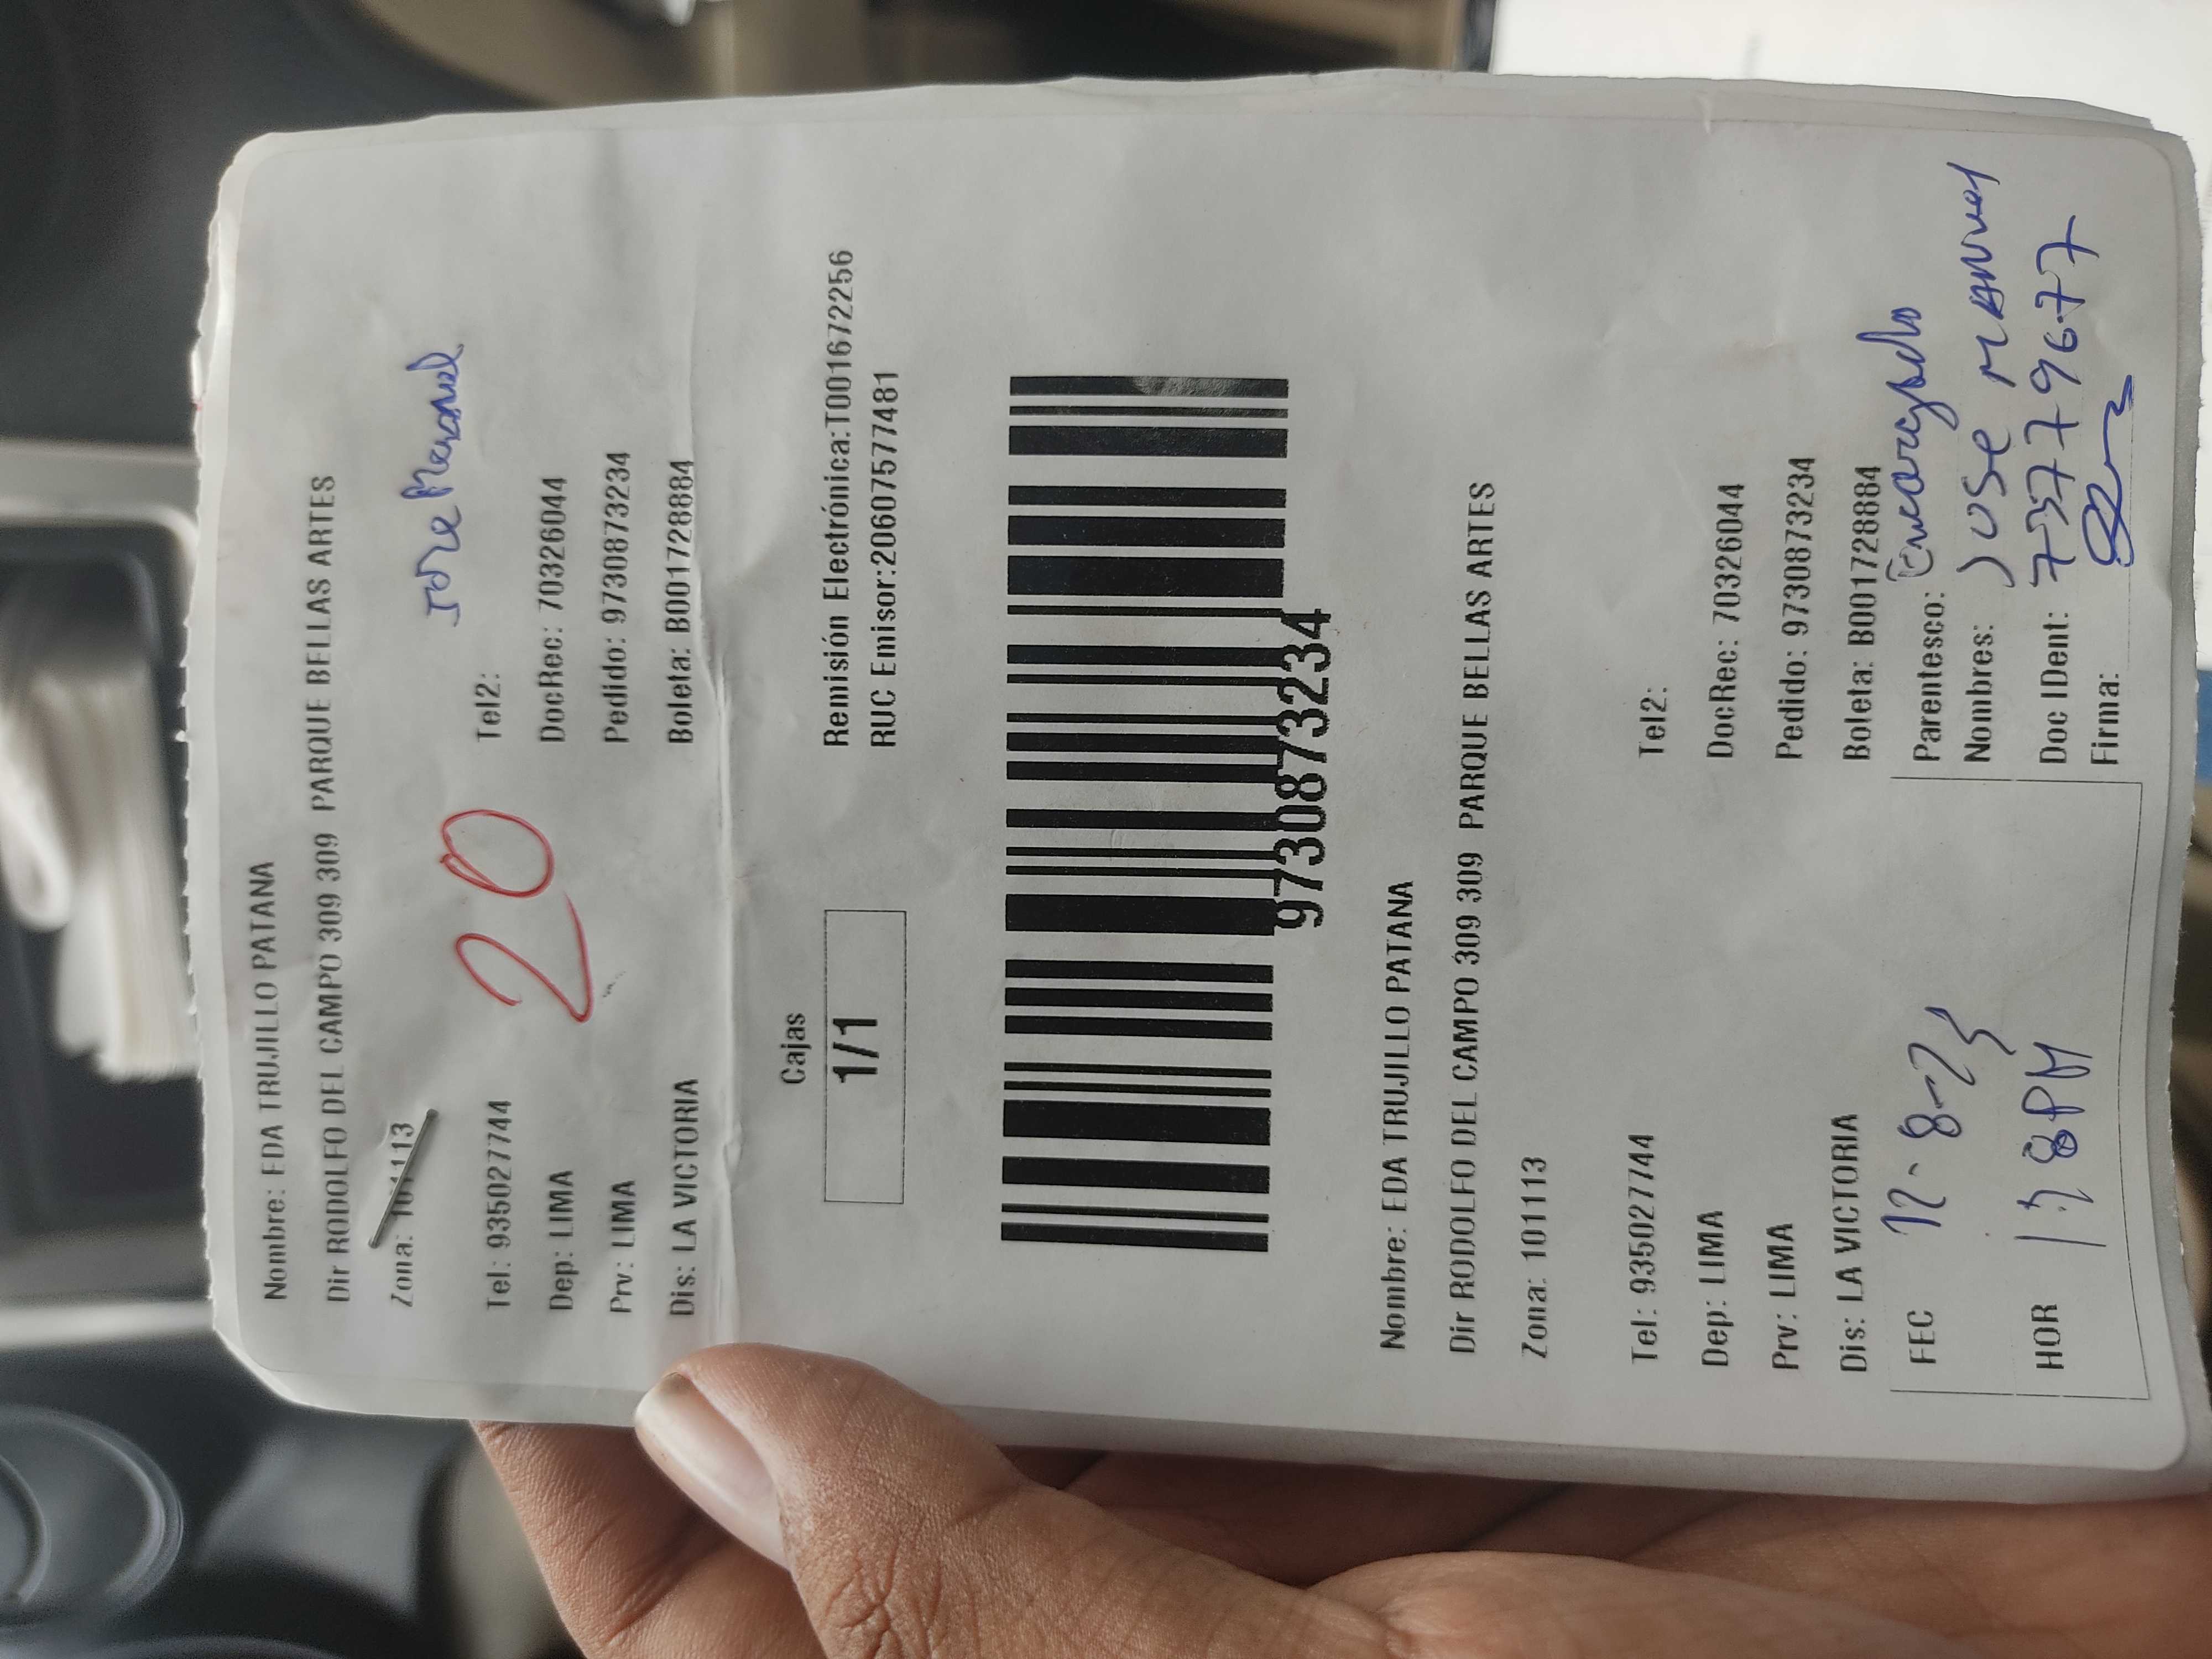 Nombre: EDA TRUJILLO PATANA
Dir RODOLFO DEL CAMPO 309 309 PARQUE BELLAS ARTES
Zona: 101113
Jose Manuel
Tel: 935027744 Tel2:
20
Dep: LIMA DocRec: 70326044
Prv: LIMA Pedido: 9730873234
Dis: LA VICTORIA Boleta: B001728884
Cajas
1/1
Remisión Electrónica:T001672256
RUC Emisor:20607577481
9730873234
Nombre: EDA TRUJILLO PATANA
Dir RODOLFO DEL CAMPO 309 309 PARQUE BELLAS ARTES
Zona: 101113
Tel: 935027744 Tel2:
Dep: LIMA DocRec: 70326044
Prv: LIMA Pedido: 9730873234
Dis: LA VICTORIA Boleta: B001728884
FEC 12-8-23
Parentesco: Encargado
Nombres: Jose Manuel
HOR
Doc IDent: 73779677
Firma: